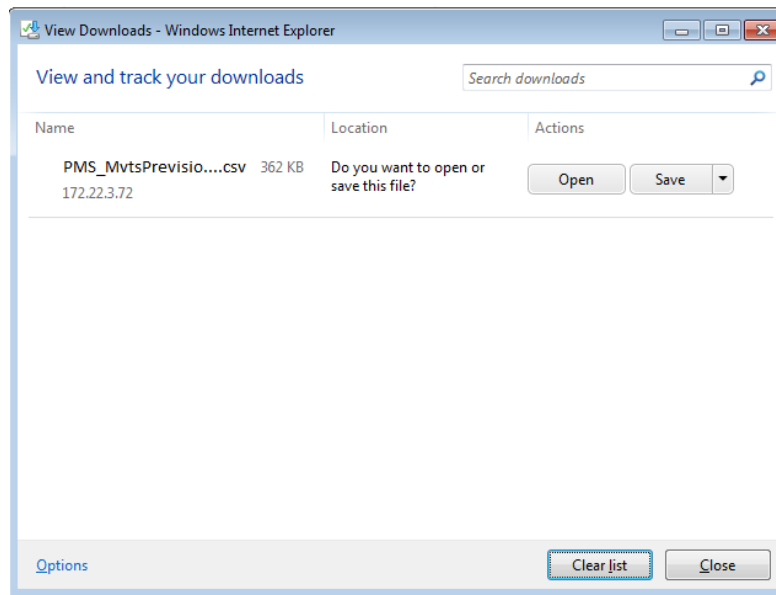 View Downloads - Windows Internet Explorer
View and track your downloads
Search downloads
Name Location Actions
PMS_MvtsPrevisio....csv 362 KB
172.22.3.72
Do you want to open or
save this file?
Open Save
Options
Clear list Close